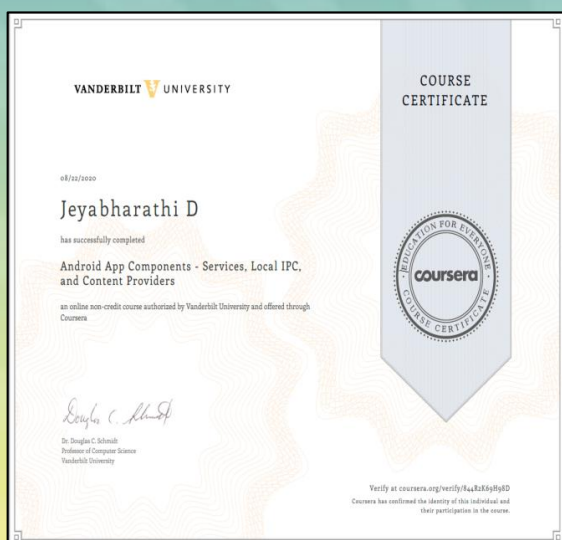 VANDERBILT V UNIVERSITY
COURSE
CERTIFICATE
08/22/2020
Jeyabharathi D
has successfully completed
Android App Components - Services, Local IPC,
and Content Providers
an online non-credit course authorized by Vanderbilt University and offered through
Coursera
EDUCATION FOR EVERYONE
coursera
COURSE CERTIFICATE
Douglas C. Schmidt
Dr. Douglas C. Schmidt
Professor of Computer Science
Vanderbilt University
Verify at coursera.org/verify/844R2K69H98D
Coursera has confirmed the identity of this individual and
their participation in the course.